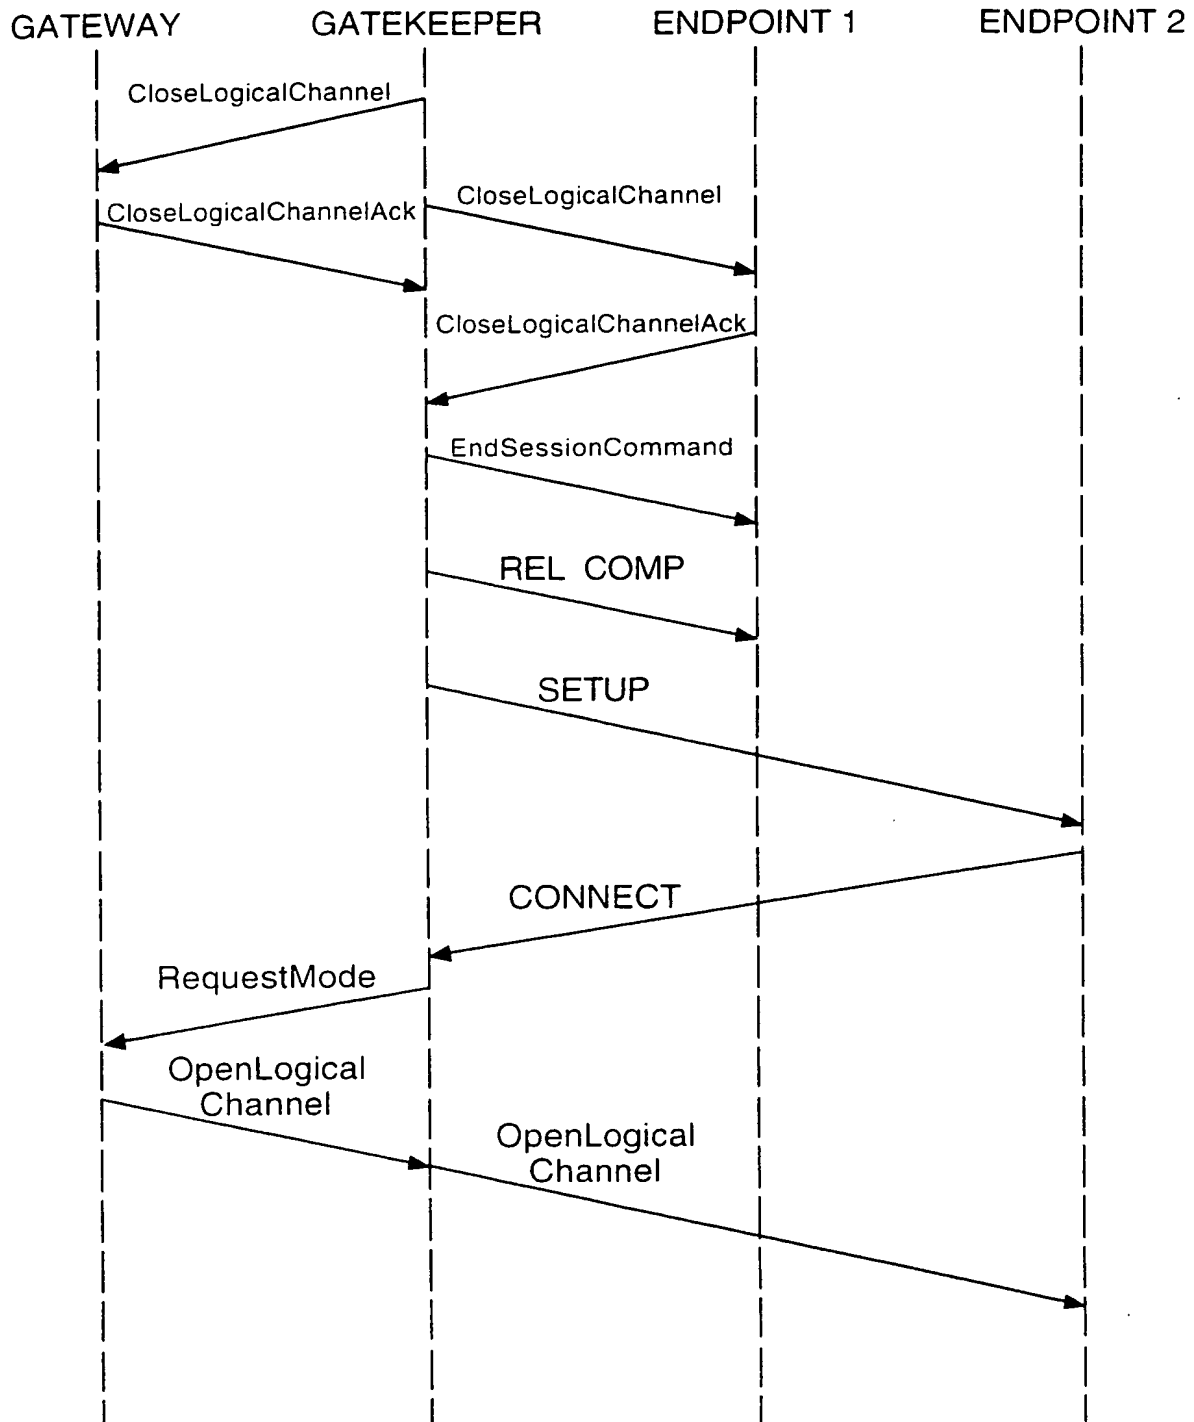 GATEWAY GATEKEEPER ENDPOINT 1 ENDPOINT 2
CloseLogicalChannel
CloseLogicalChannel
CloseLogicalChannelAck
CloseLogicalChannelAck
EndSessionCommand
REL COMP
SETUP
CONNECT
RequestMode
OpenLogical
Channel
OpenLogical
Channel